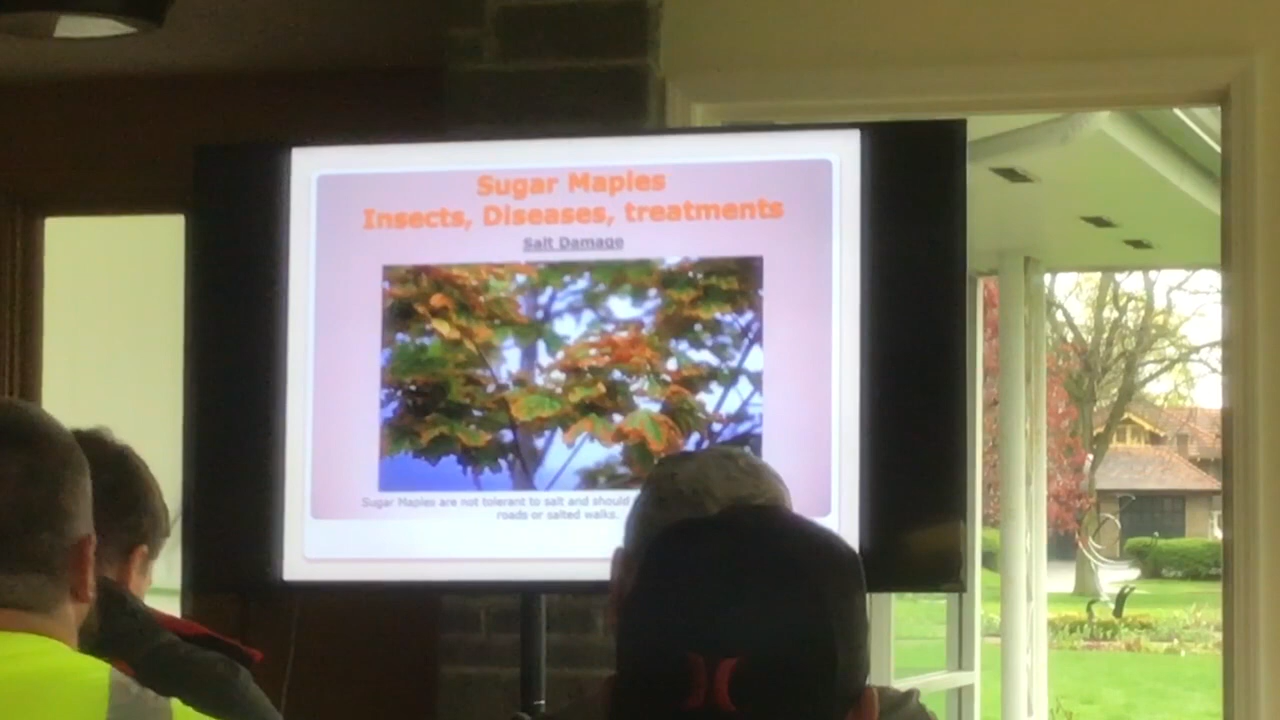 Sugar Maples
Insects, Diseases, treatments
Salt Damage
Sugar Maples are not tolerant to salt and should
roads or salted walks.